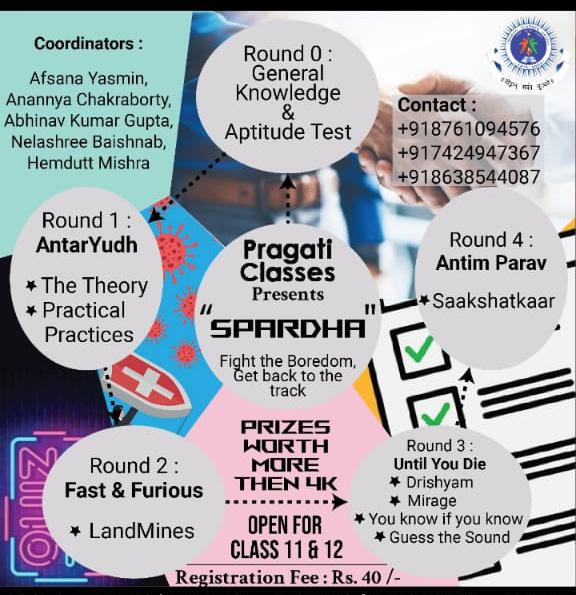 Coordinators :
Afsana Yasmin,
Anannya Chakraborty,
Abhinav Kumar Gupta,
Nelashree Baishnab,
Hemdutt Mishra
Round 0 :
General
Knowledge
&
Aptitude Test
Contact :
+918761094576
+917424947367
+918638544087
Round 1 :
AntarYudh
★ The Theory
★ Practical
Practices
Pragati
Classes
Presents
"SPARDHA"
Fight the Boredom,
Get back to the
track
Round 4 :
Antim Parav
★ Saakshatkaar
QUIZ
Round 2 :
Fast & Furious
★ LandMines
PRIZES
WORTH
MORE
THEN 4K
OPEN FOR
CLASS 11 & 12
Round 3 :
Until You Die
★ Drishyam
★ Mirage
★ You know if you know
★ Guess the Sound
Registration Fee : Rs. 40 /-